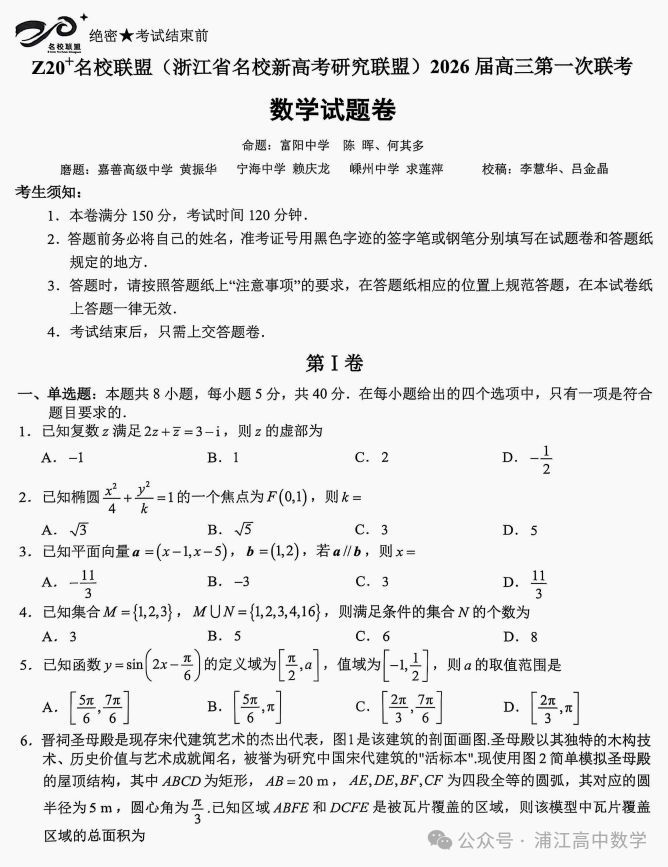 名校联盟
绝密★考试结束前
Z20⁺名校联盟（浙江省名校新高考研究联盟）2026届高三第一次联考
数学试题卷
命题：富阳中学 陈 晖、何其多
磨题：嘉善高级中学 黄振华 宁海中学 赖庆龙 嵊州中学 求莲萍 校稿：李慧华、吕金晶
考生须知：
1．本卷满分150分，考试时间120分钟．
2．答题前务必将自己的姓名，准考证号用黑色字迹的签字笔或钢笔分别填写在试题卷和答题纸
规定的地方．
3．答题时，请按照答题纸上“注意事项”的要求，在答题纸相应的位置上规范答题，在本试卷纸
上答题一律无效．
4．考试结束后，只需上交答题卷．
第Ⅰ卷
一、单选题：本题共8小题，每小题5分，共40分．在每小题给出的四个选项中，只有一项是符合
题目要求的．
1．已知复数z满足2z+z̅=3−i，则z的虚部为
A．−1 B．1 C．2 D．−1/2
2．已知椭圆x²/4+y²/k=1的一个焦点为F(0,1)，则k=
A．√3 B．√5 C．3 D．5
3．已知平面向量a=(x−1,x−5)，b=(1,2)，若a//b，则x=
A．−11/3 B．−3 C．3 D．11/3
4．已知集合M={1,2,3}，M∪N={1,2,3,4,16}，则满足条件的集合N的个数为
A．3 B．5 C．6 D．8
5．已知函数y=sin(2x−π/6)的定义域为[π/2,a]，值域为[−1,1/2]，则a的取值范围是
A．[5π/6,7π/6] B．[5π/6,π] C．[2π/3,7π/6] D．[2π/3,π]
6．晋祠圣母殿是现存宋代建筑艺术的杰出代表，图1是该建筑的剖面画图.圣母殿以其独特的木构技
术、历史价值与艺术成就闻名，被誉为研究中国宋代建筑的"活标本".现使用图2简单模拟圣母殿
的屋顶结构，其中ABCD为矩形，AB=20m，AE,DE,BF,CF为四段全等的圆弧，其对应的圆
半径为5m，圆心角为π/3.已知区域ABFE和DCFE是被瓦片覆盖的区域，则该模型中瓦片覆盖
区域的总面积为
公众号·浦江高中数学